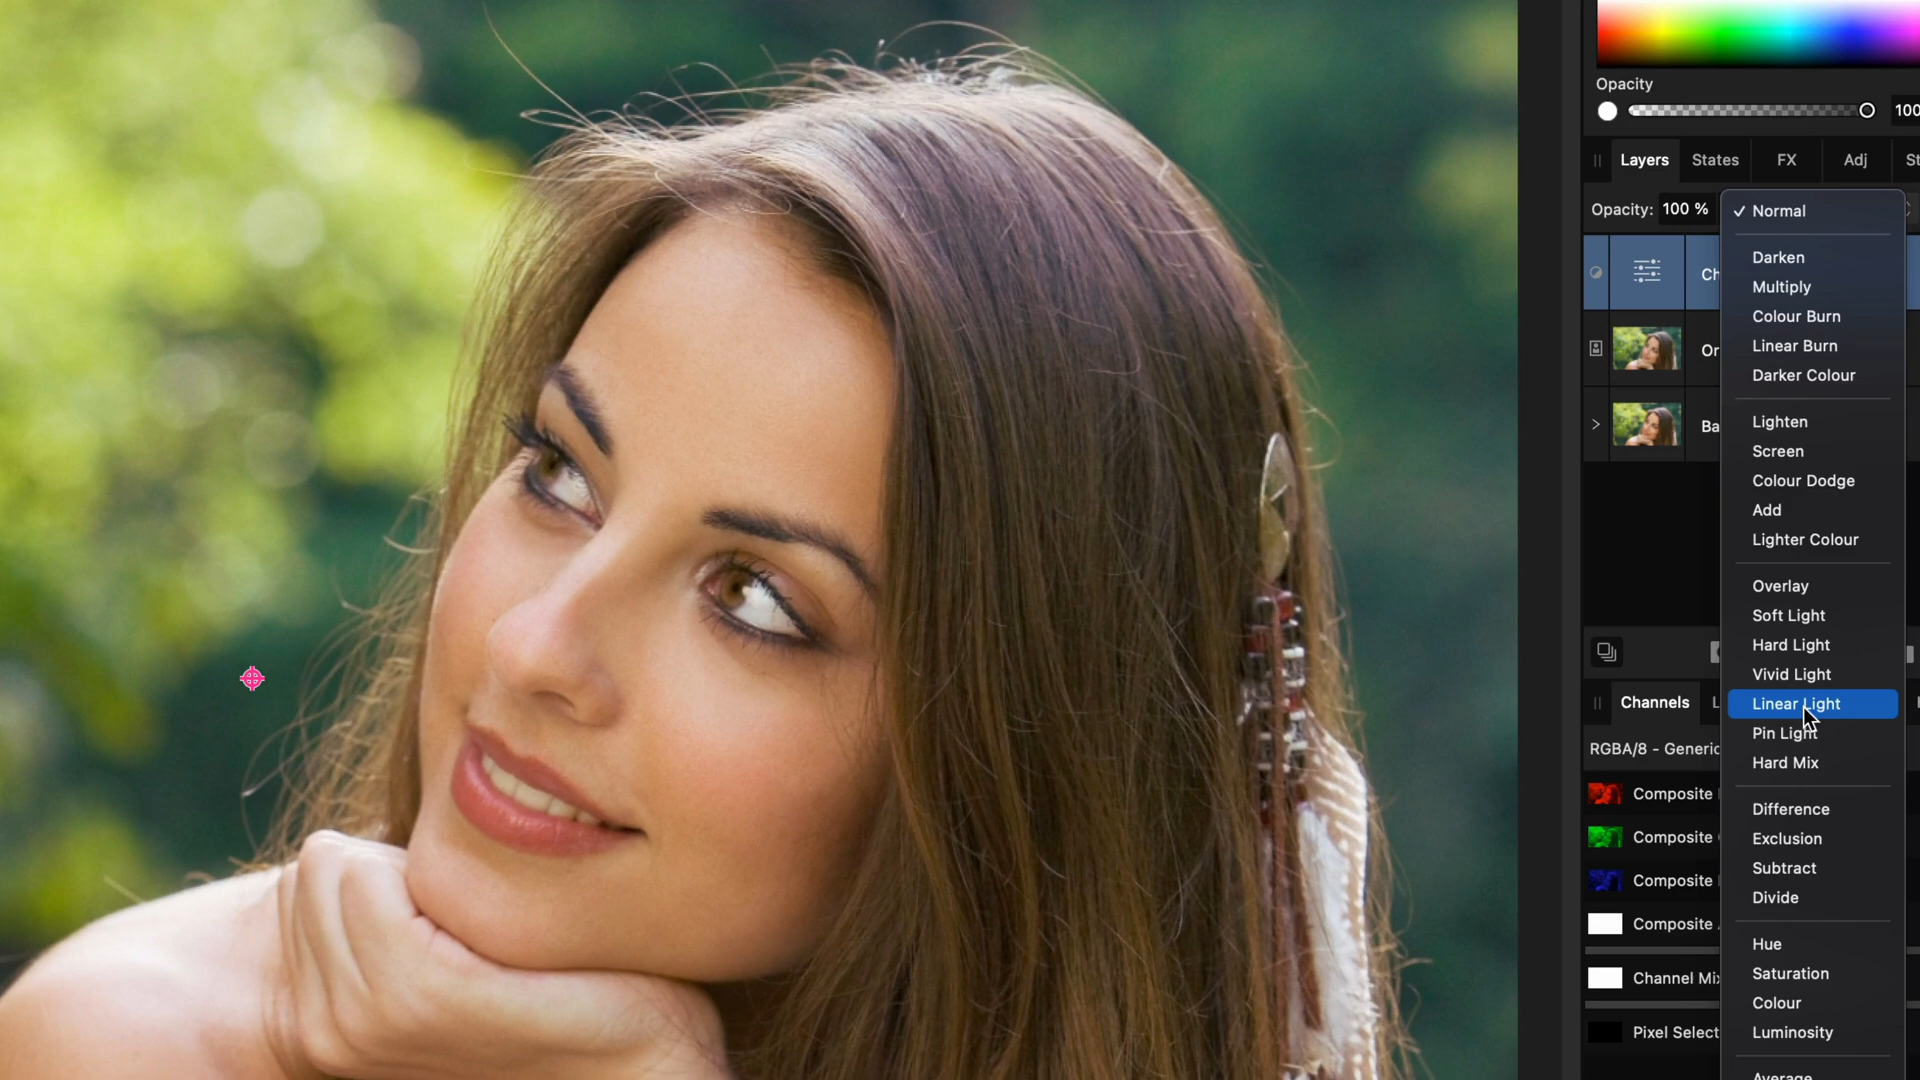 Opacity
100
Layers States FX Adj St
Opacity: 100 %
✓ Normal
Ch
Darken
Multiply
Colour Burn
Or
Linear Burn
Darker Colour
Lighten
Ba
Screen
Colour Dodge
Add
Lighter Colour
Overlay
Soft Light
Hard Light
Vivid Light
Channels L
Linear Light
Pin Light
RGBA/8 - Generic
Hard Mix
Composite
Difference
Composite
Exclusion
Subtract
Composite
Divide
Composite
Hue
Channel Mix
Saturation
Colour
Pixel Select
Luminosity
Average